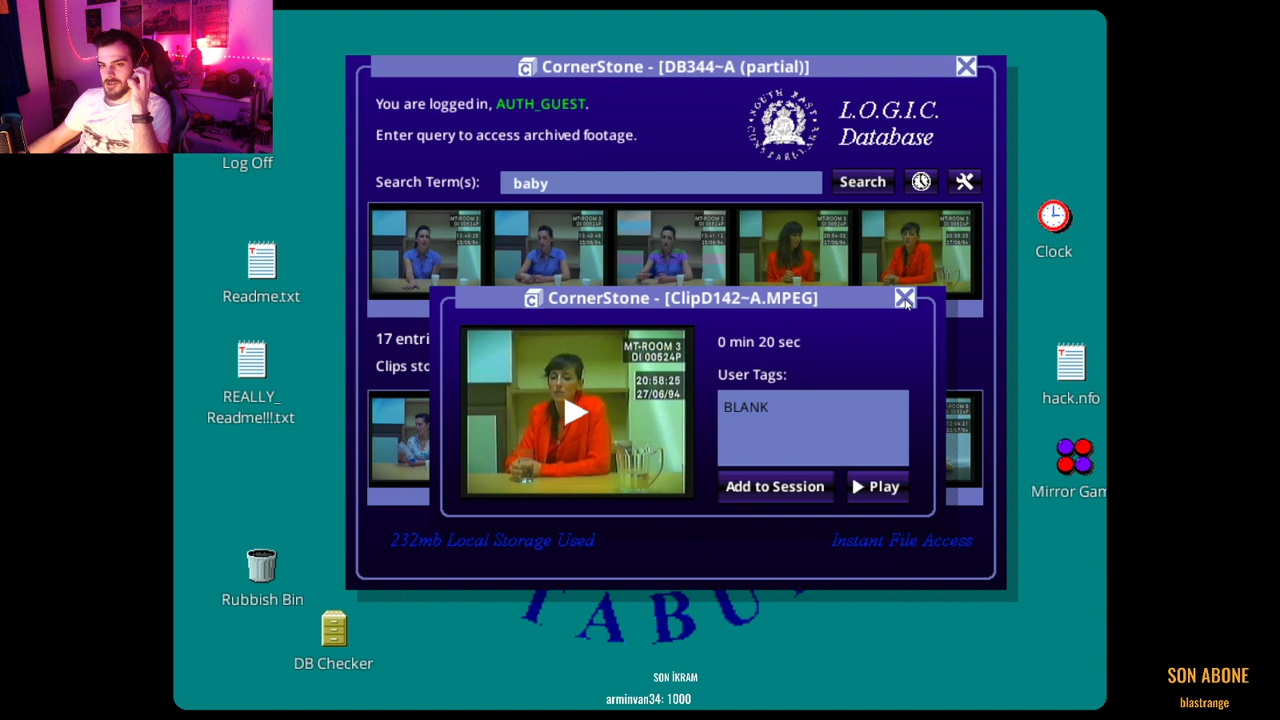 CornerStone - [DB344~A (partial)]
You are logged in, AUTH_GUEST.
Enter query to access archived footage.
L.O.G.I.C.
Database
Search Term(s):
baby
Search
Log Off
Clock
Readme.txt
REALLY_
Readme!!!.txt
hack.nfo
Mirror Gam
Rubbish Bin
DB Checker
17 entri
Clips sto
CornerStone - [ClipD142~A.MPEG]
MT-ROOM 3
DI 00524P
20:58:25
27/06/94
0 min 20 sec
User Tags:
BLANK
Add to Session
Play
232mb Local Storage Used
Instant File Access
TABU
SON İKRAM
arminvan34: 1000
SON ABONE
blastrange